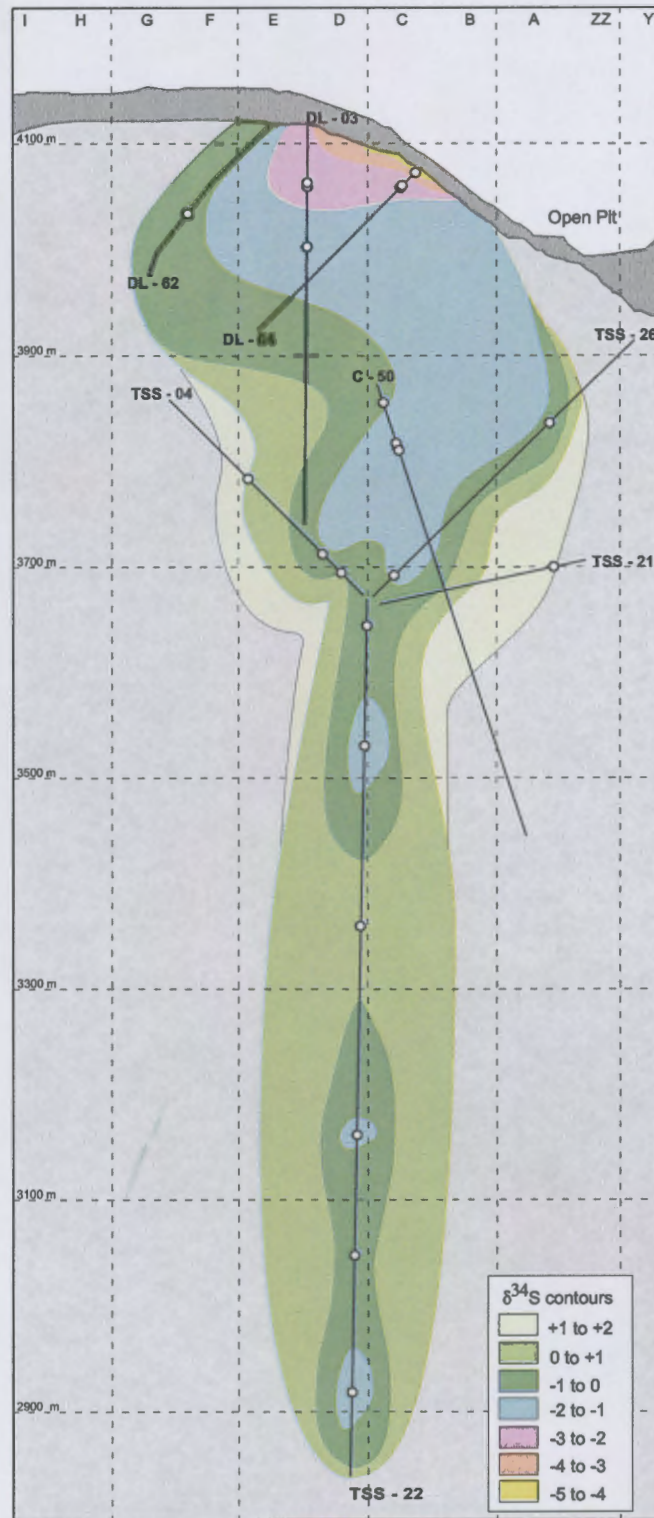 I H G F E D C B A ZZ Y
DL - 03
4100 m
Open Pit
DL - 62
DL - 64
TSS - 26
3900 m
C - 50
TSS - 04
3700 m
TSS - 21
3500 m
3300 m
3100 m
δ34S contours
+1 to +2
0 to +1
-1 to 0
-2 to -1
-3 to -2
-4 to -3
-5 to -4
2900 m
TSS - 22